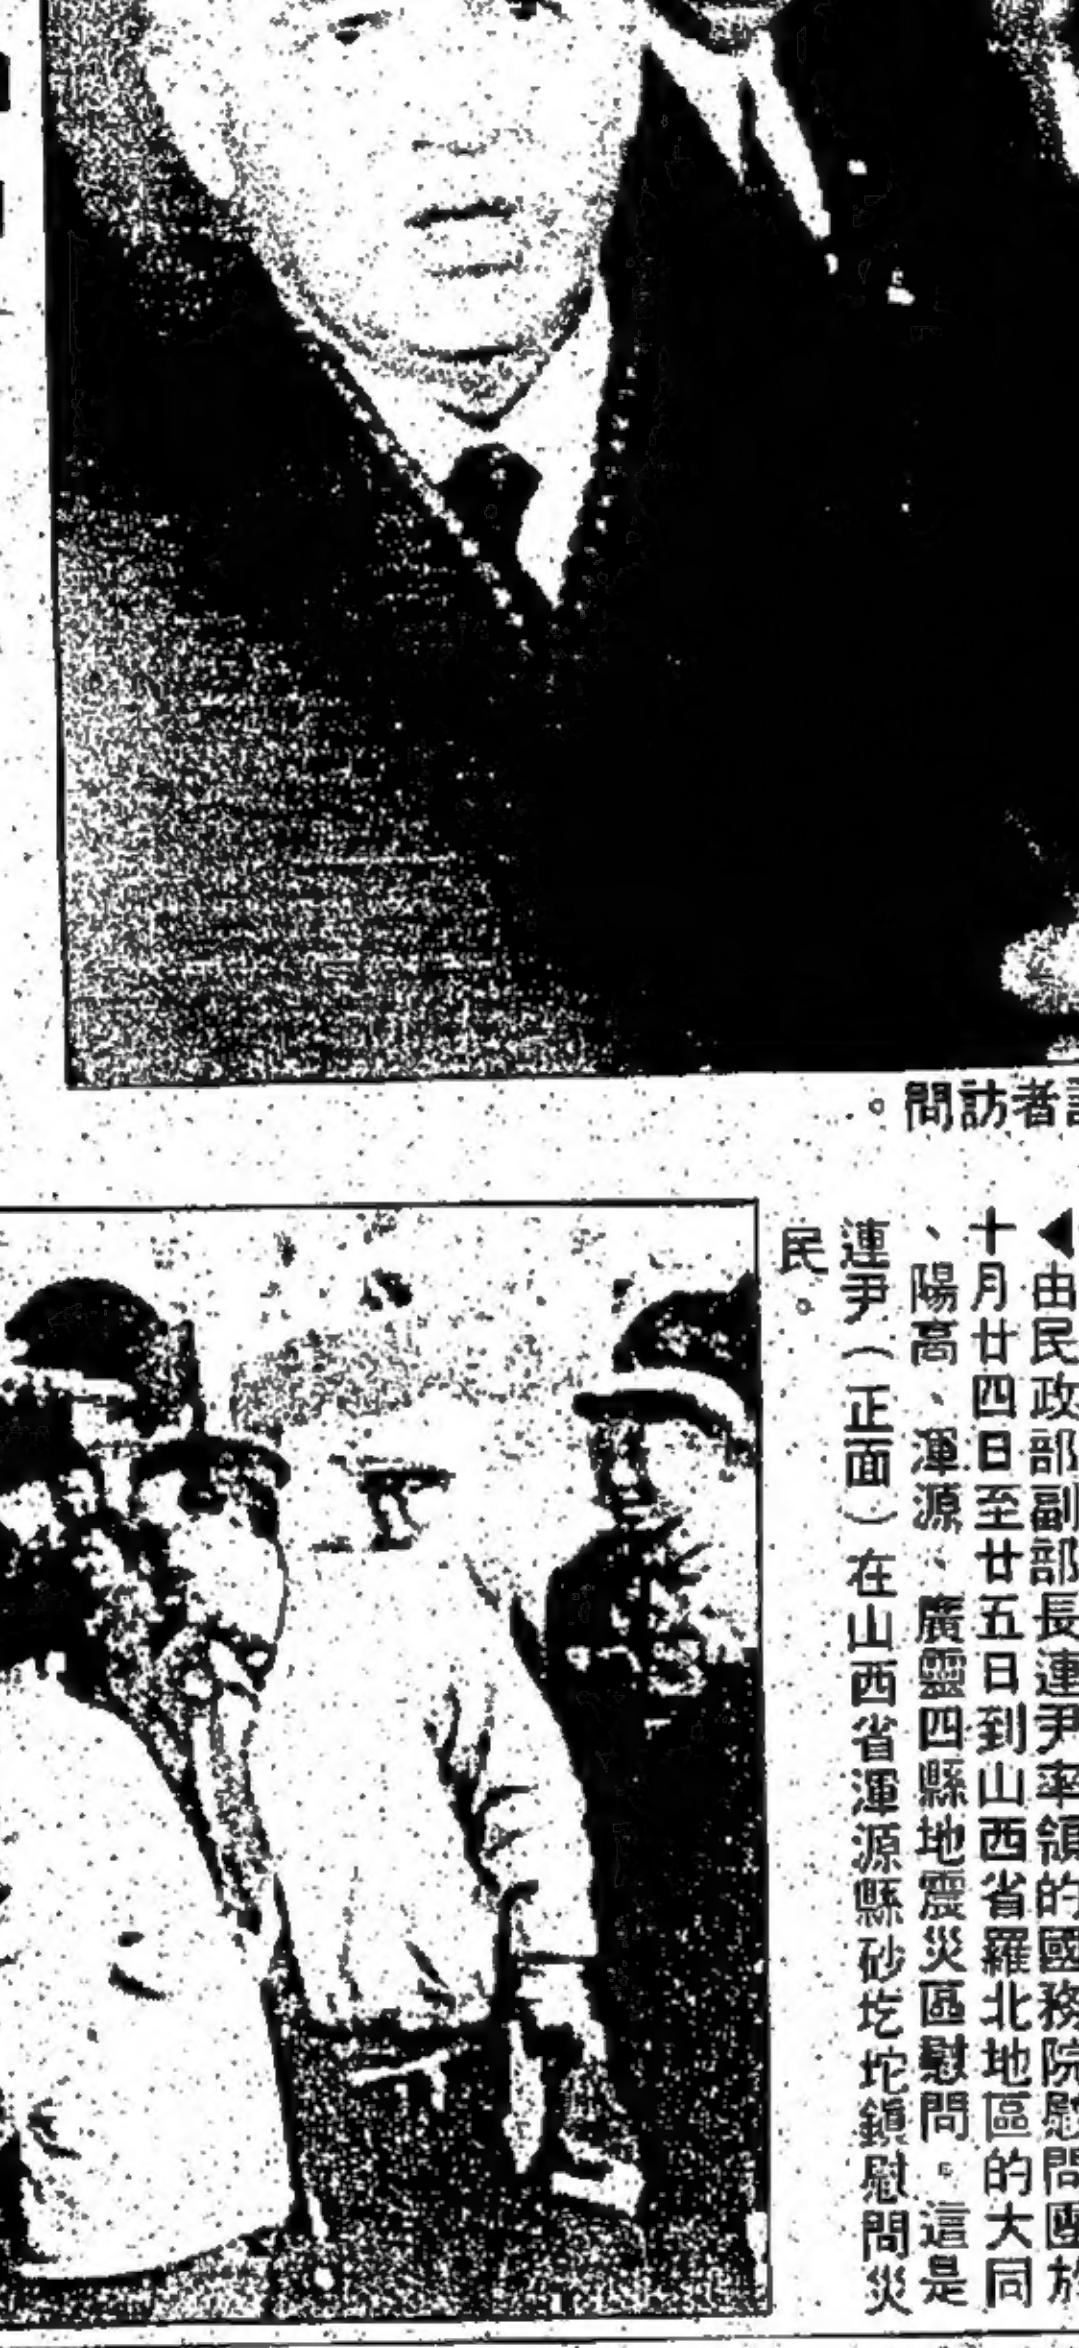 者訪問。
◀由民政部副部長連尹率領的國務院慰問團於
十月廿四日至廿五日到山西省羅北地區的大同
、陽高、渾源、廣靈四縣地震災區慰問。這是
連尹（正面）在山西省渾源縣砂圪坨鎮慰問災
民。